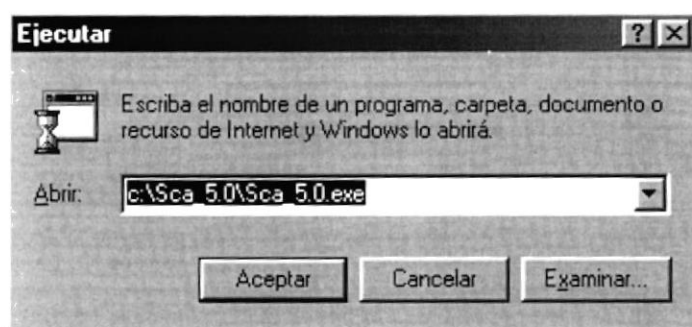 Ejecutar
Escriba el nombre de un programa, carpeta, documento o
recurso de Internet y Windows lo abrirá.
Abrir:
c:\Sca_5.0\Sca_5.0.exe
Aceptar
Cancelar
Examinar...